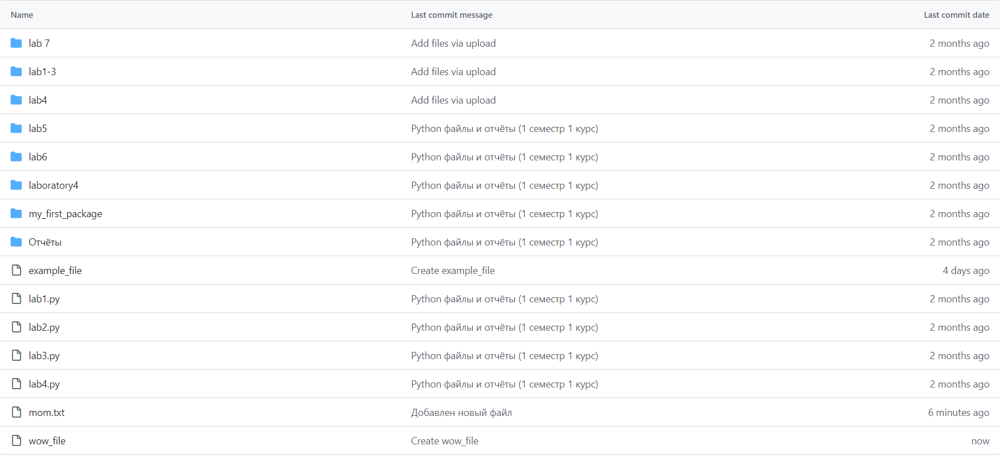 Name Last commit message Last commit date
lab 7 Add files via upload 2 months ago
lab1-3 Add files via upload 2 months ago
lab4 Add files via upload 2 months ago
lab5 Python файлы и отчёты (1 семестр 1 курс) 2 months ago
lab6 Python файлы и отчёты (1 семестр 1 курс) 2 months ago
laboratory4 Python файлы и отчёты (1 семестр 1 курс) 2 months ago
my_first_package Python файлы и отчёты (1 семестр 1 курс) 2 months ago
Отчёты Python файлы и отчёты (1 семестр 1 курс) 2 months ago
example_file Create example_file 4 days ago
lab1.py Python файлы и отчёты (1 семестр 1 курс) 2 months ago
lab2.py Python файлы и отчёты (1 семестр 1 курс) 2 months ago
lab3.py Python файлы и отчёты (1 семестр 1 курс) 2 months ago
lab4.py Python файлы и отчёты (1 семестр 1 курс) 2 months ago
mom.txt Добавлен новый файл 6 minutes ago
wow_file Create wow_file now